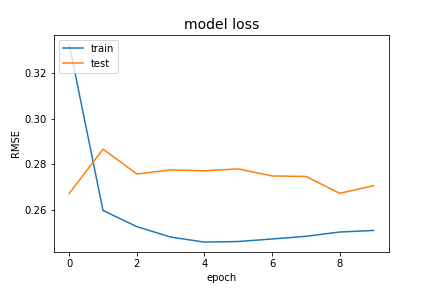 model loss
train
test
0.32
0.30
0.28
0.26
RMSE
0 2 4 6 8
epoch